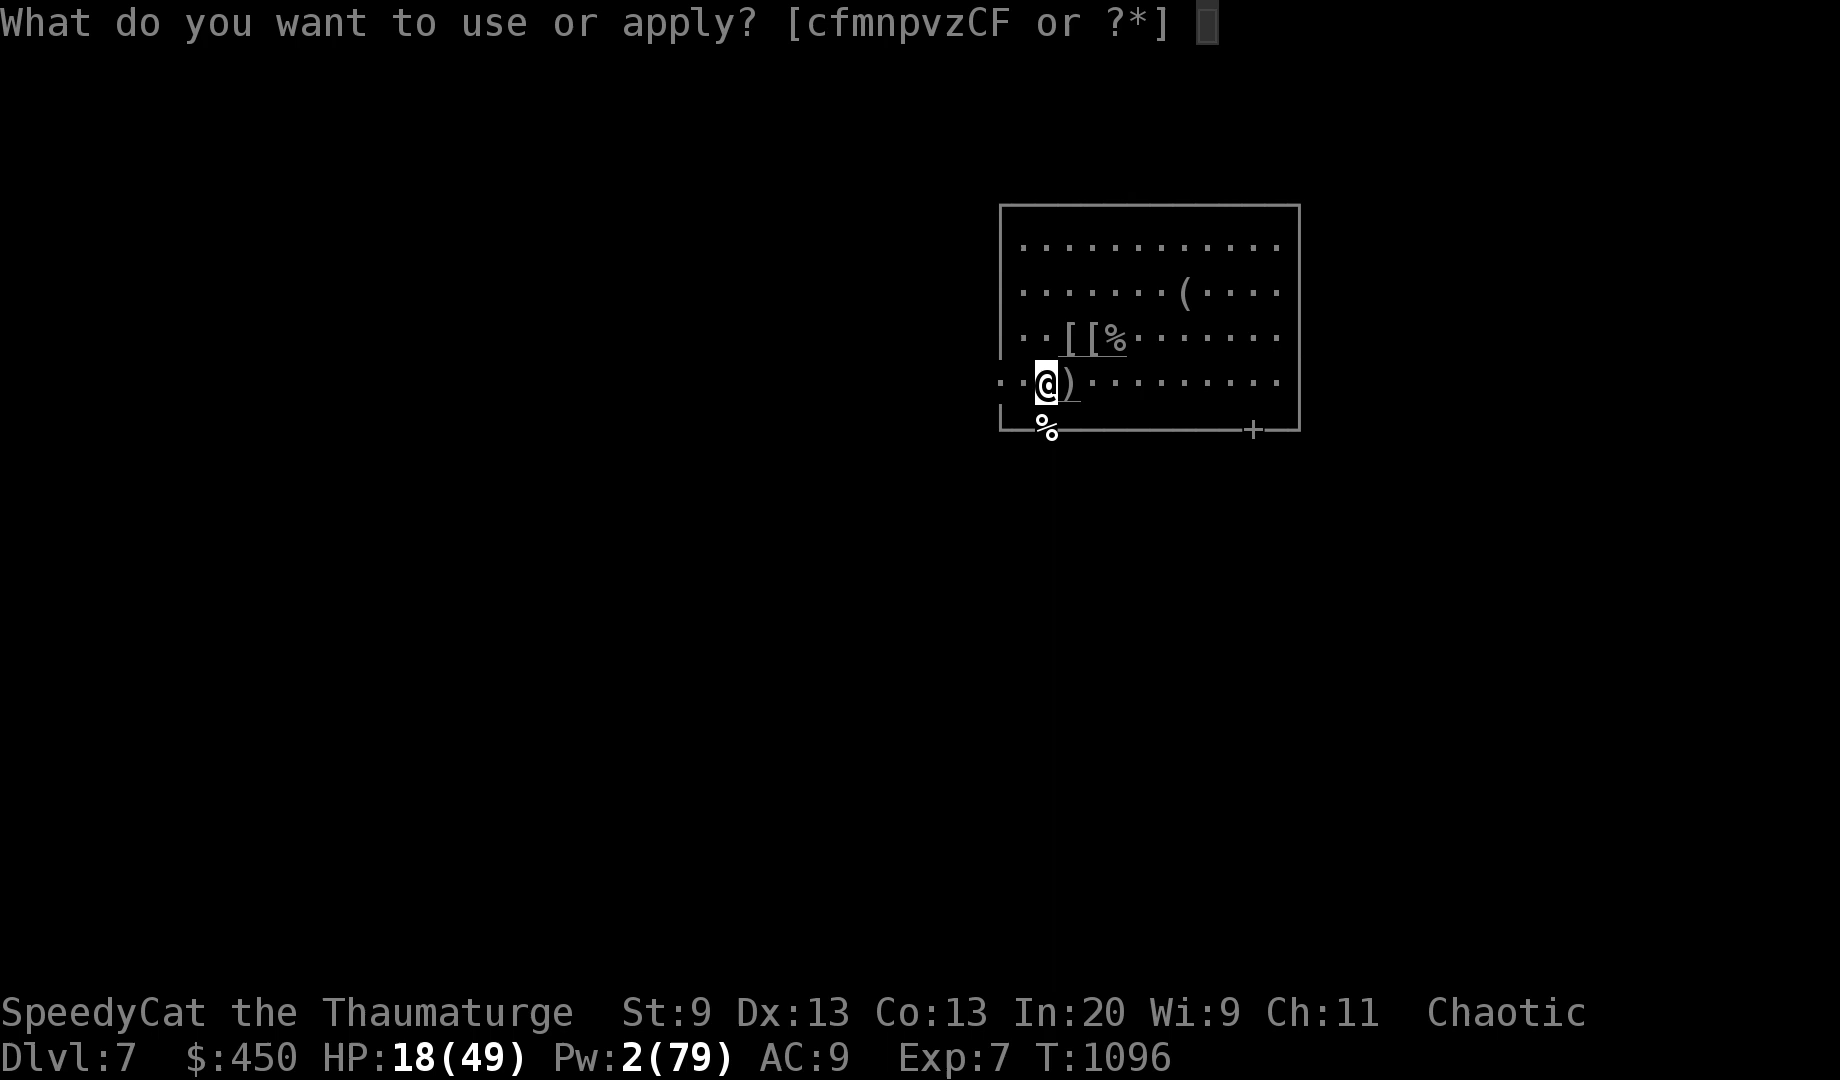 What do you want to use or apply? [cfmnpvzCF or ?*]
............
.......(....
..[[%.......
..@).........
%
+
SpeedyCat the Thaumaturge  St:9 Dx:13 Co:13 In:20 Wi:9 Ch:11  Chaotic
Dlvl:7  $:450 HP:18(49) Pw:2(79) AC:9  Exp:7 T:1096